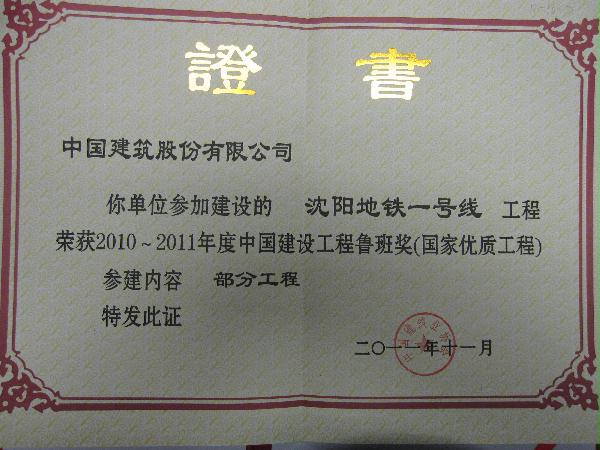 證書
中国建筑股份有限公司
你单位参加建设的 沈阳地铁一号线 工程
荣获2010～2011年度中国建设工程鲁班奖(国家优质工程)
参建内容 部分工程
特发此证
二〇一一年十一月